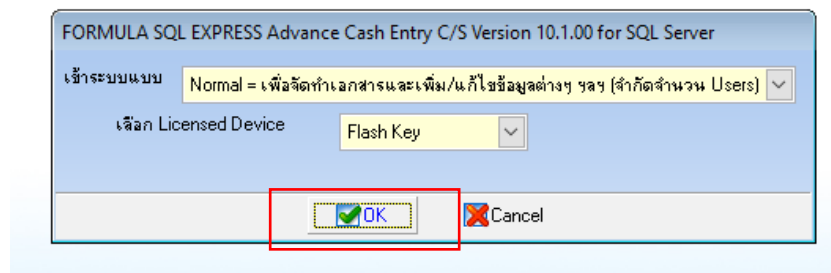 FORMULA SQL EXPRESS Advance Cash Entry C/S Version 10.1.00 for SQL Server
เข้าระบบแบบ Normal = เพื่อจัดทำเอกสารและเพิ่ม/แก้ไขข้อมูลต่างๆ ฯลฯ (จำกัดจำนวน Users)
เลือก Licensed Device Flash Key
OK Cancel